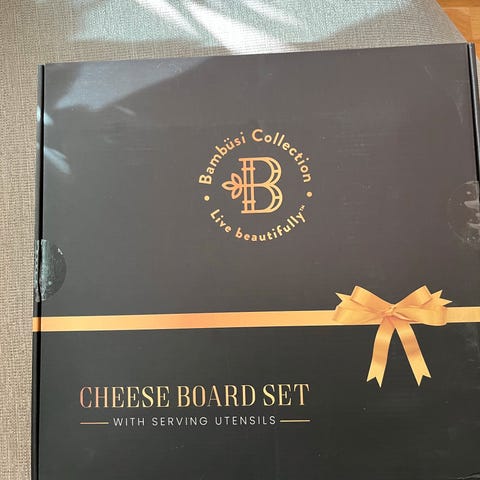 Bambüsi Collection
B
Live beautifully™
CHEESE BOARD SET
WITH SERVING UTENSILS